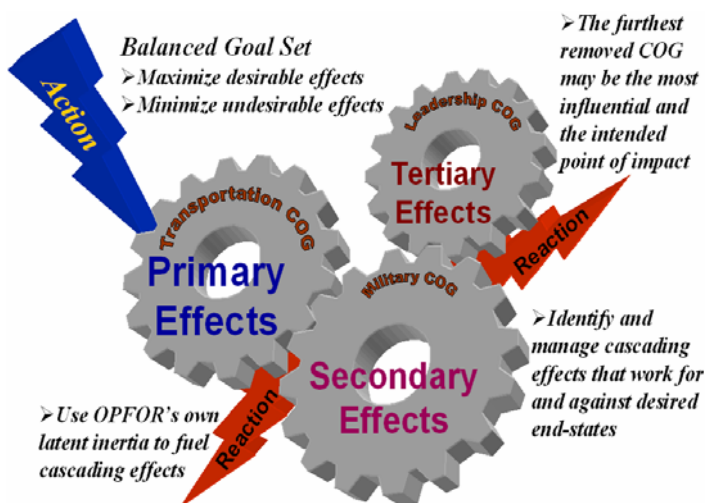 Action
Balanced Goal Set
➢Maximize desirable effects
➢Minimize undesirable effects
➢The furthest
removed COG
may be the most
influential and
the intended
point of impact
Leadership COG
Tertiary
Effects
Transportation COG
Primary
Effects
Reaction
Military COG
Secondary
Effects
➢Identify and
manage cascading
effects that work for
and against desired
end-states
➢Use OPFOR's own
latent inertia to fuel
cascading effects
Reaction